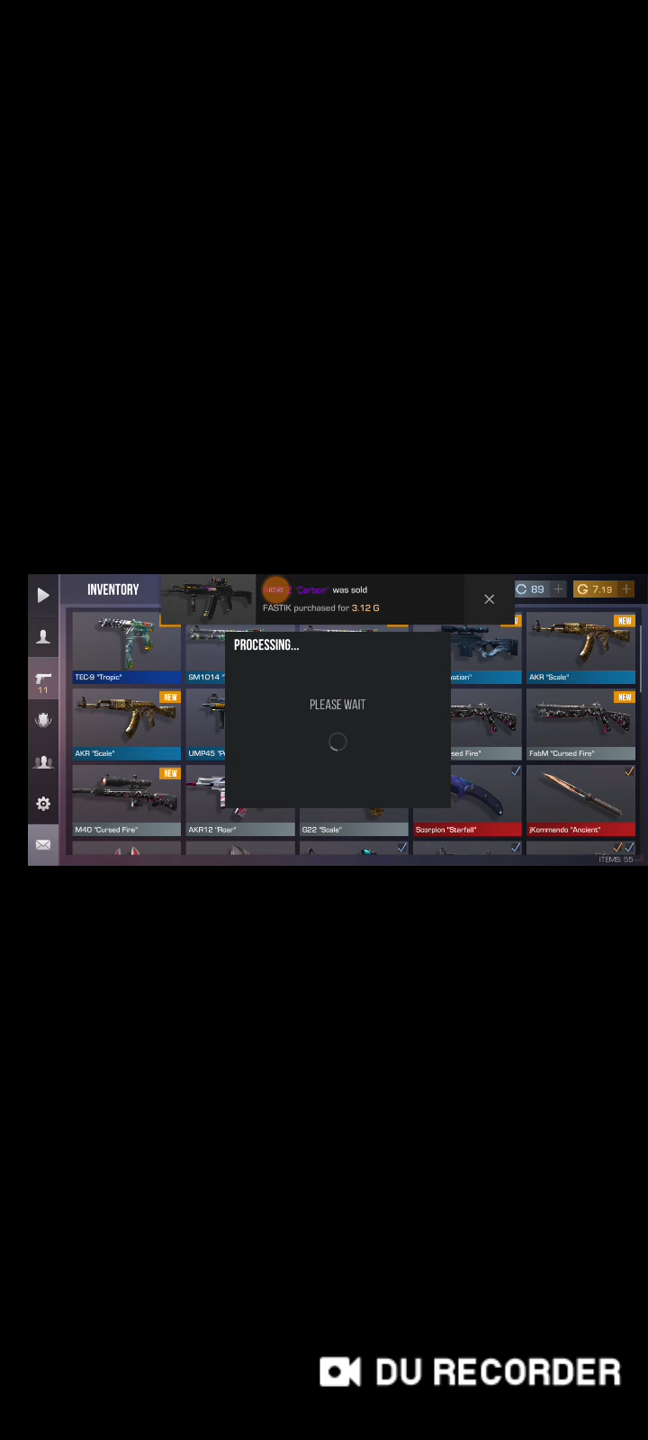 INVENTORY
"Carbon" was sold
FASTIK purchased for 3.12 G
C 89 +
G 7.19 +
PROCESSING...
PLEASE WAIT
TEC-9 "Tropic"
SM1014
AKR "Scale"
NEW
NEW
NEW
11
AKR "Scale"
UMP45
sed Fire"
FabM "Cursed Fire"
NEW
M40 "Cursed Fire"
AKR12 "Roar"
G22 "Scale"
Scorpion "Starfall"
jKommando "Ancient"
ITEMS: 55
DU RECORDER